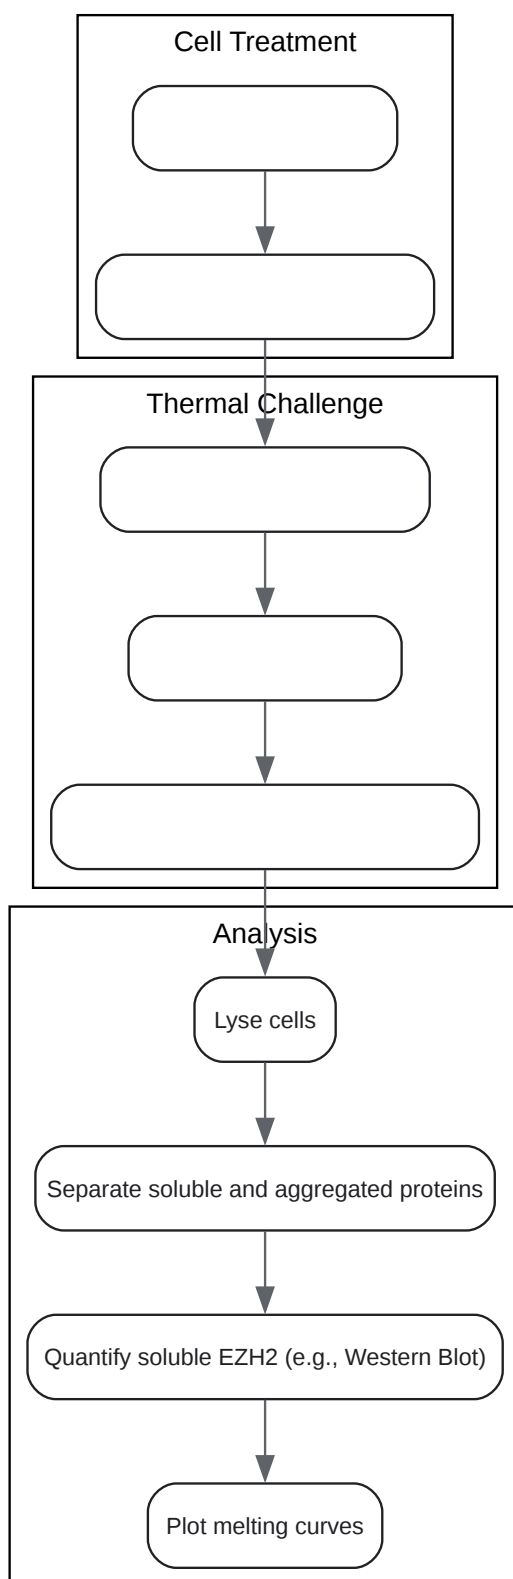 Cell Treatment
Thermal Challenge
Analysis
Lyse cells
Separate soluble and aggregated proteins
Quantify soluble EZH2 (e.g., Western Blot)
Plot melting curves